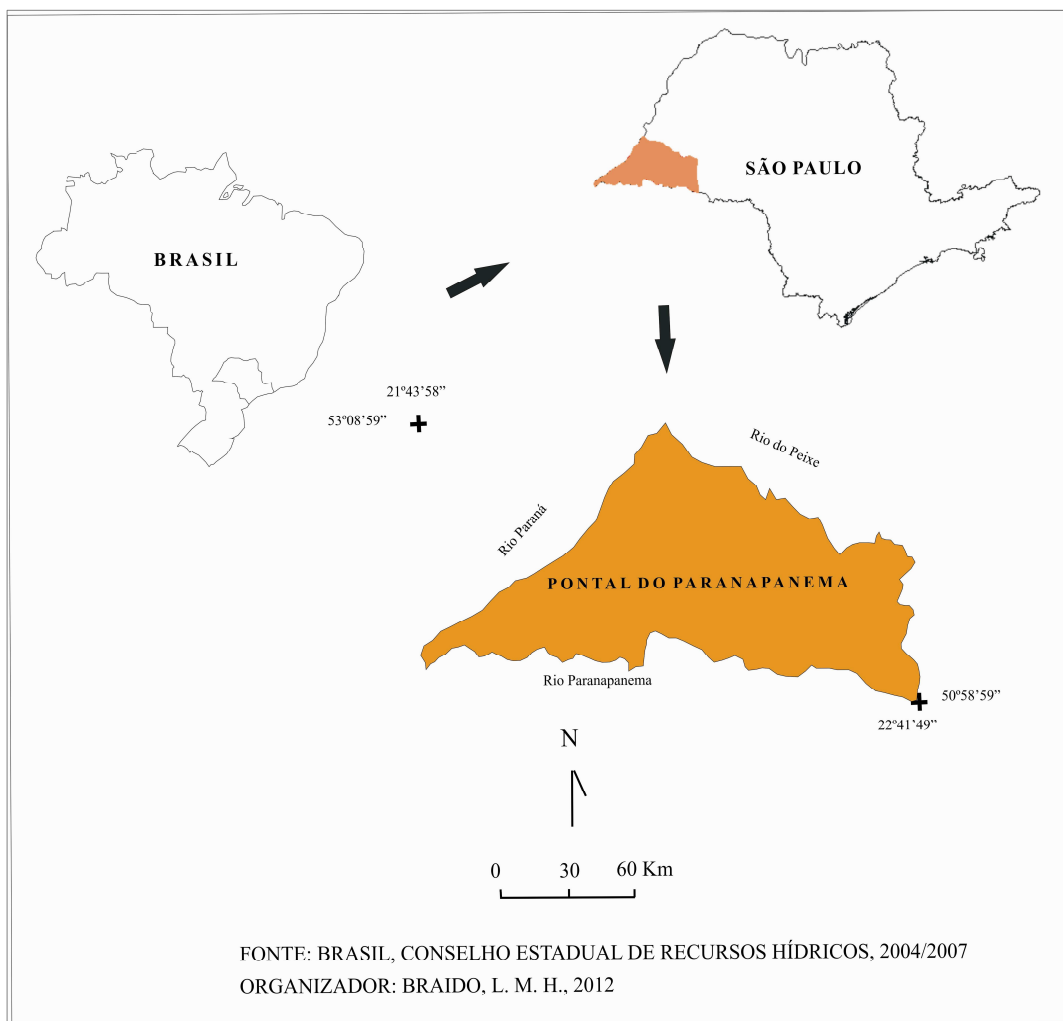 SÃO PAULO
BRASIL
21º43’58”
53º08’59”
Rio do Peixe
Rio Paraná
PONTAL DO PARANAPANEMA
Rio Paranapanema
50º58’59”
22º41’49”
N
0 30 60 Km
FONTE: BRASIL, CONSELHO ESTADUAL DE RECURSOS HÍDRICOS, 2004/2007
ORGANIZADOR: BRAIDO, L. M. H., 2012